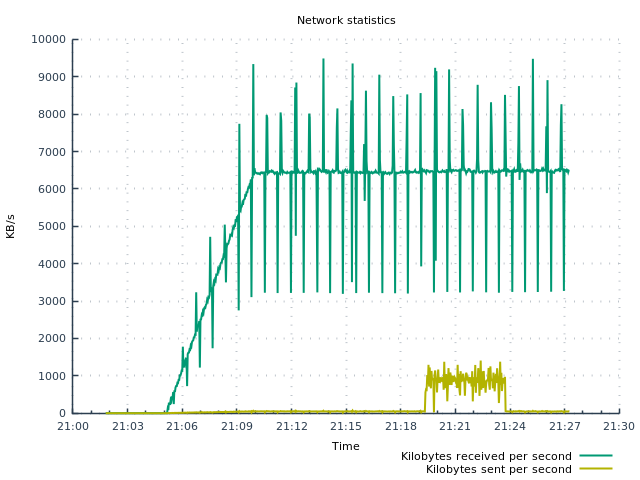 Network statistics
10000
9000
8000
7000
6000
5000
4000
3000
2000
1000
0
KB/s
21:00 21:03 21:06 21:09 21:12 21:15 21:18 21:21 21:24 21:27 21:30
Time
Kilobytes received per second
Kilobytes sent per second